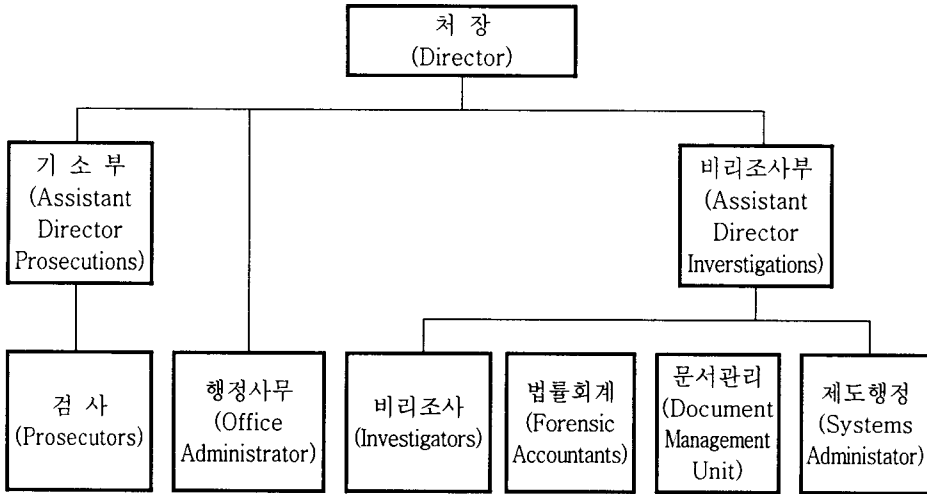 처 장
(Director)
기 소 부
(Assistant
Director
Prosecutions)
비리조사부
(Assistant
Director
Inverstigations)
검 사
(Prosecutors)
행정사무
(Office
Administrator)
비리조사
(Investigators)
법률회계
(Forensic
Accountants)
문서관리
(Document
Management
Unit)
제도행정
(Systems
Administator)